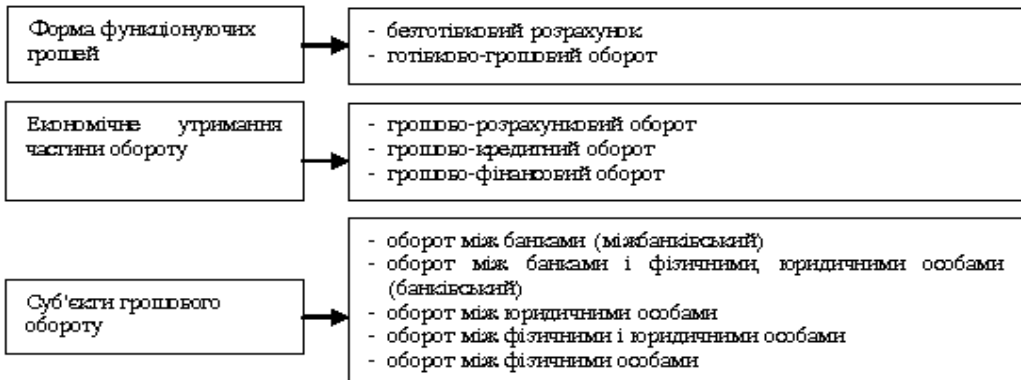 Форма функціонуючих
грошей
- безготівковий розрахунок
- готівково-грошовий оборот
Економічне утримання
частини обороту
- грошово-розрахунковий оборот
- грошово-кредитний оборот
- грошово-фінансовий оборот
Суб'єкти грошового
обороту
- оборот між банками (міжбанківський)
- оборот між банками і фізичними, юридичними особами
(банківський)
- оборот між юридичними особами
- оборот між фізичними і юридичними особами
- оборот між фізичними особами